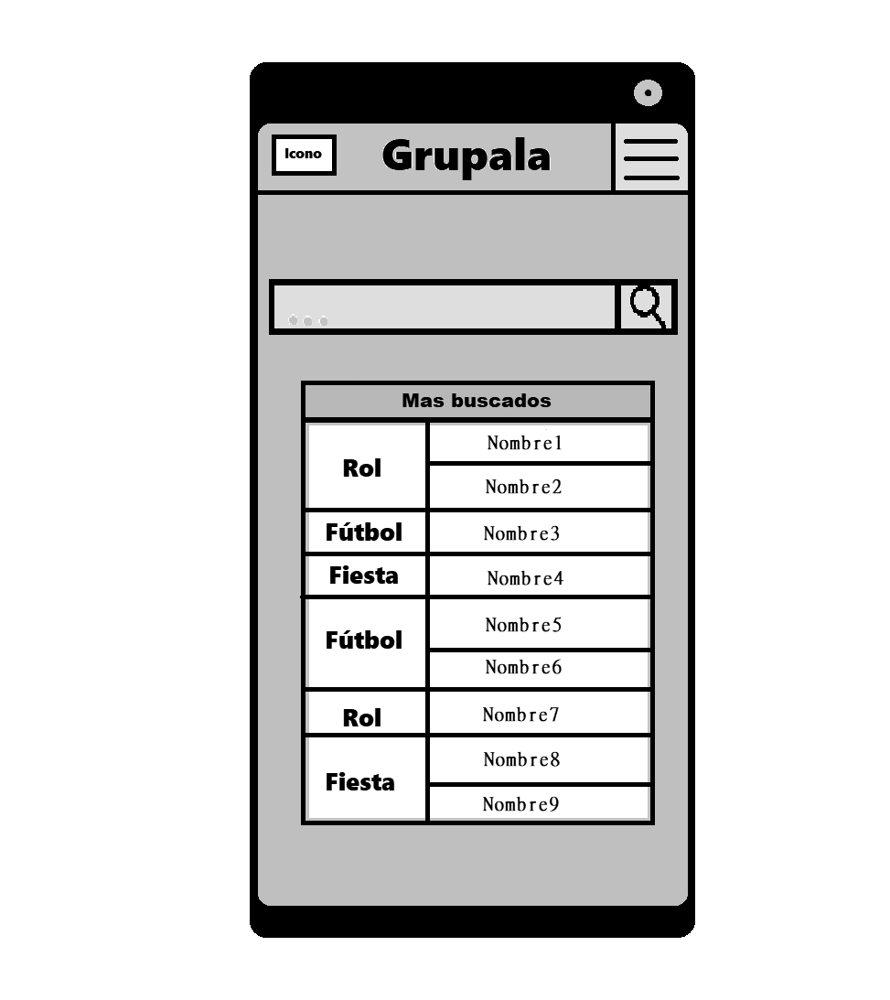 Icono
Grupala
...
Mas buscados
Rol
Nombre1
Nombre2
Fútbol
Nombre3
Fiesta
Nombre4
Fútbol
Nombre5
Nombre6
Rol
Nombre7
Fiesta
Nombre8
Nombre9